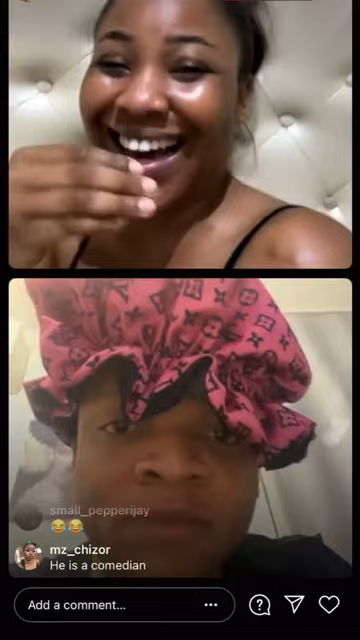 small_pepperijay
😂😂
mz_chizor
He is a comedian
Add a comment...